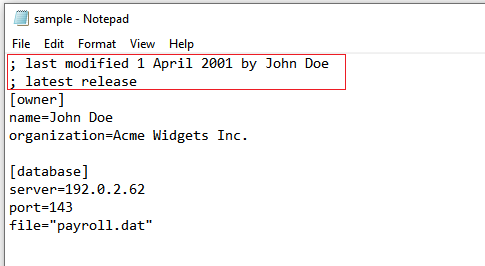 sample - Notepad
File Edit Format View Help
; last modified 1 April 2001 by John Doe
; latest release
[owner]
name=John Doe
organization=Acme Widgets Inc.
[database]
server=192.0.2.62
port=143
file="payroll.dat"